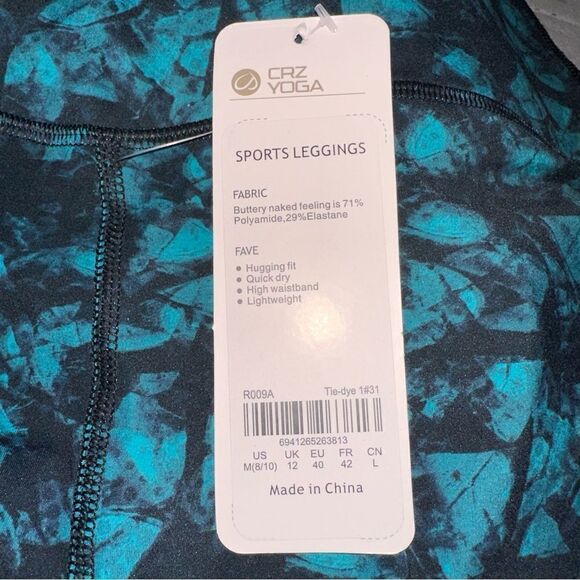 CRZ
YOGA
SPORTS LEGGINGS
FABRIC
Buttery naked feeling is 71%
Polyamide,29%Elastane
FAVE
• Hugging fit
• Quick dry
• High waistband
• Lightweight
R009A Tie-dye 1#31
6941265263813
US UK EU FR CN
M(8/10) 12 40 42 L
Made in China